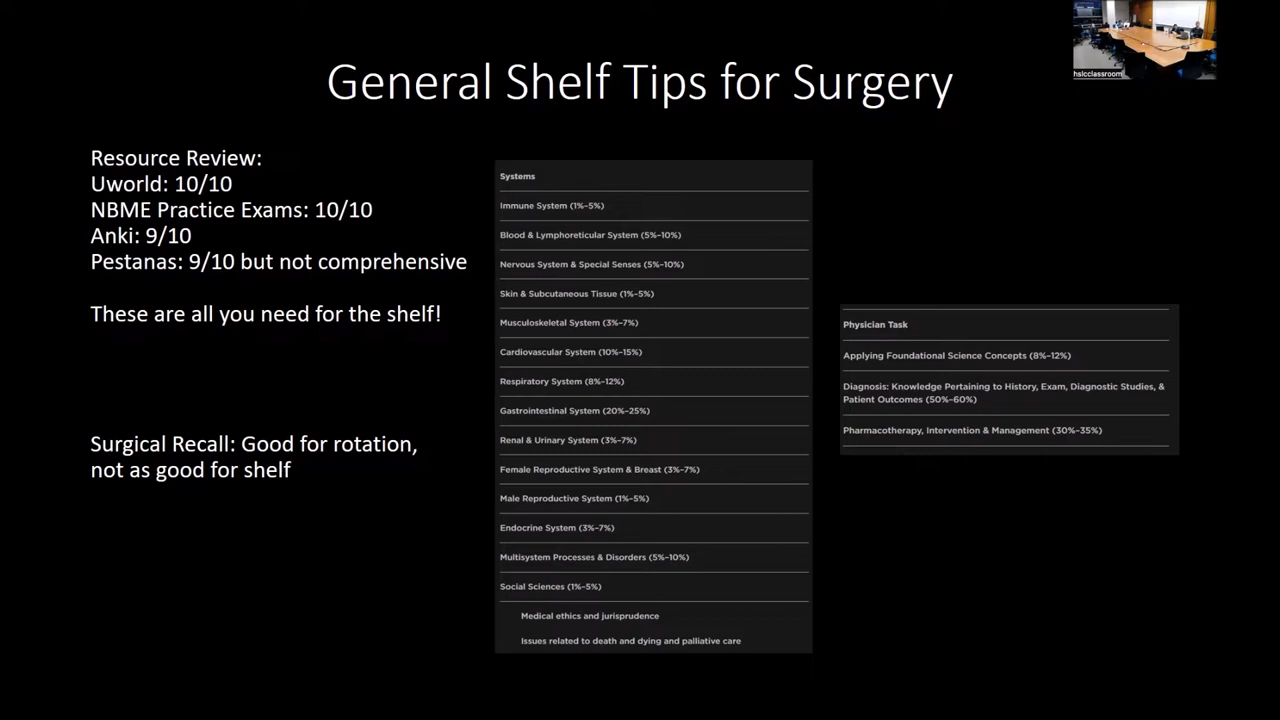 General Shelf Tips for Surgery
hslcclassroom
Resource Review:
Uworld: 10/10
NBME Practice Exams: 10/10
Anki: 9/10
Pestanas: 9/10 but not comprehensive
These are all you need for the shelf!
Surgical Recall: Good for rotation,
not as good for shelf
Systems
Immune System (1%-5%)
Blood & Lymphoreticular System (5%-10%)
Nervous System & Special Senses (5%-10%)
Skin & Subcutaneous Tissue (1%-5%)
Musculoskeletal System (3%-7%)
Cardiovascular System (10%-15%)
Respiratory System (8%-12%)
Gastrointestinal System (20%-25%)
Renal & Urinary System (3%-7%)
Female Reproductive System & Breast (3%-7%)
Male Reproductive System (1%-5%)
Endocrine System (3%-7%)
Multisystem Processes & Disorders (5%-10%)
Social Sciences (1%-5%)
Medical ethics and jurisprudence
Issues related to death and dying and palliative care
Physician Task
Applying Foundational Science Concepts (8%-12%)
Diagnosis: Knowledge Pertaining to History, Exam, Diagnostic Studies, &
Patient Outcomes (50%-60%)
Pharmacotherapy, Intervention & Management (30%-35%)